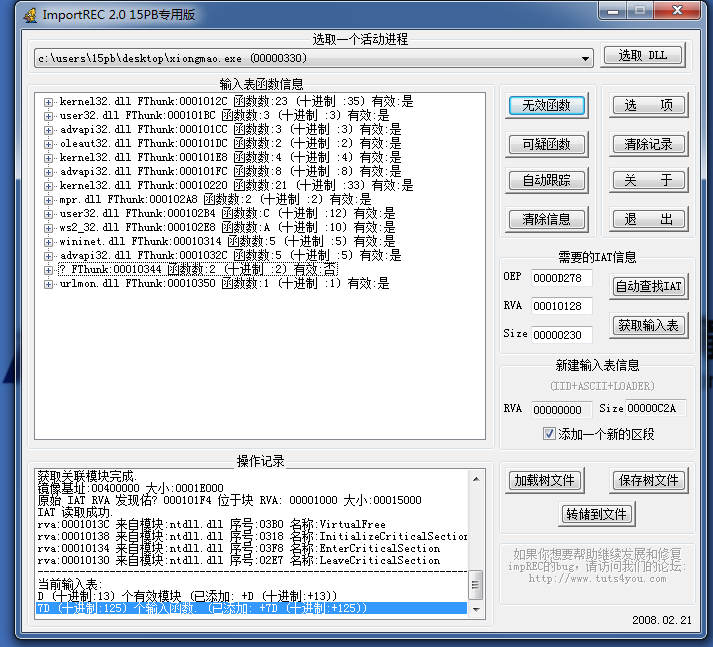 ImportREC 2.0 15PB专用版
选取一个活动进程
c:\users\15pb\desktop\xiongmao.exe (00000330)
选取 DLL
输入表函数信息
kernel32.dll FThunk:0001012C 函数数:23 (十进制 :35) 有效:是
user32.dll FThunk:000101BC 函数数:3 (十进制 :3) 有效:是
advapi32.dll FThunk:000101CC 函数数:3 (十进制 :3) 有效:是
oleaut32.dll FThunk:000101DC 函数数:2 (十进制 :2) 有效:是
kernel32.dll FThunk:000101E8 函数数:4 (十进制 :4) 有效:是
advapi32.dll FThunk:000101FC 函数数:8 (十进制 :8) 有效:是
kernel32.dll FThunk:00010220 函数数:21 (十进制 :33) 有效:是
mpr.dll FThunk:000102A8 函数数:2 (十进制 :2) 有效:是
user32.dll FThunk:000102B4 函数数:C (十进制 :12) 有效:是
ws2_32.dll FThunk:000102E8 函数数:A (十进制 :10) 有效:是
wininet.dll FThunk:00010314 函数数:5 (十进制 :5) 有效:是
advapi32.dll FThunk:0001032C 函数数:5 (十进制 :5) 有效:是
? FThunk:00010344 函数数:2 (十进制 :2) 有效:否
urlmon.dll FThunk:00010350 函数数:1 (十进制 :1) 有效:是
无效函数
选 项
可疑函数
清除记录
自动跟踪
关 于
清除信息
退 出
需要的IAT信息
OEP 0000D278
自动查找IAT
RVA 00010128
获取输入表
Size 00000230
新建输入表信息
(IID+ASCII+LOADER)
RVA 00000000 Size 00000C2A
添加一个新的区段
操作记录
获取关联模块完成.
镜像基址:00400000 大小:0001E000
原始 IAT RVA 发现佑? 000101F4 位于块 RVA: 00001000 大小:00015000
IAT 读取成功.
rva:0001013C 来自模块:ntdll.dll 序号:03B0 名称:VirtualFree
rva:00010138 来自模块:ntdll.dll 序号:0318 名称:InitializeCriticalSection
rva:00010134 来自模块:ntdll.dll 序号:03F8 名称:EnterCriticalSection
rva:00010130 来自模块:ntdll.dll 序号:02E7 名称:LeaveCriticalSection
当前输入表:
D (十进制:13) 个有效模块 (已添加: +D (十进制:+13))
7D (十进制:125) 个输入函数. (已添加: +7D (十进制:+125))
加载树文件
保存树文件
转储到文件
如果你想要帮助继续发展和修复
impREC的bug，请访问我们的论坛:
http://www.tuts4you.com
2008.02.21